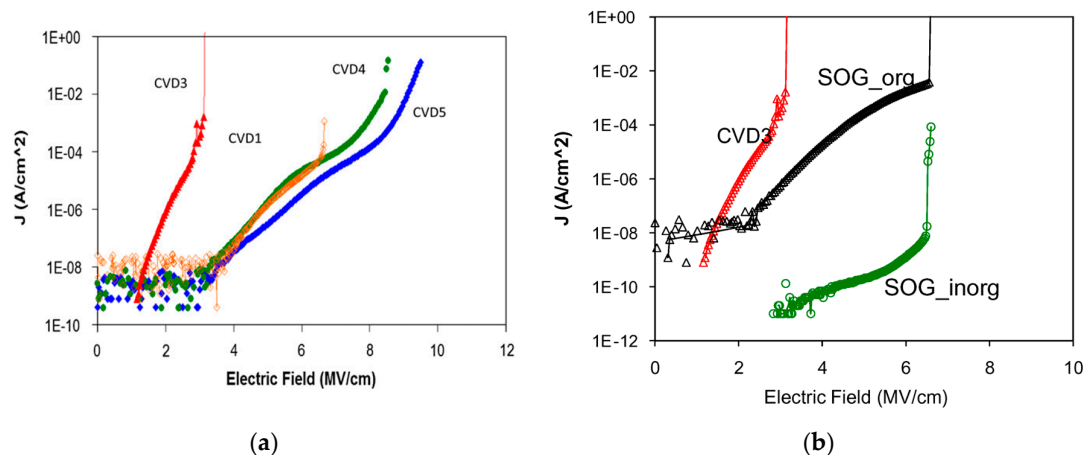 1E+00
1E-02
1E-04
1E-06
1E-08
1E-10
J (A/cm^2)
CVD3
CVD4
CVD5
CVD1
0 2 4 6 8 10 12
Electric Field (MV/cm)
(a)
1E+00
1E-02
1E-04
1E-06
1E-08
1E-10
1E-12
J (A/cm^2)
SOG_org
CVD3
SOG_inorg
0 2 4 6 8 10
Electric Field (MV/cm)
(b)